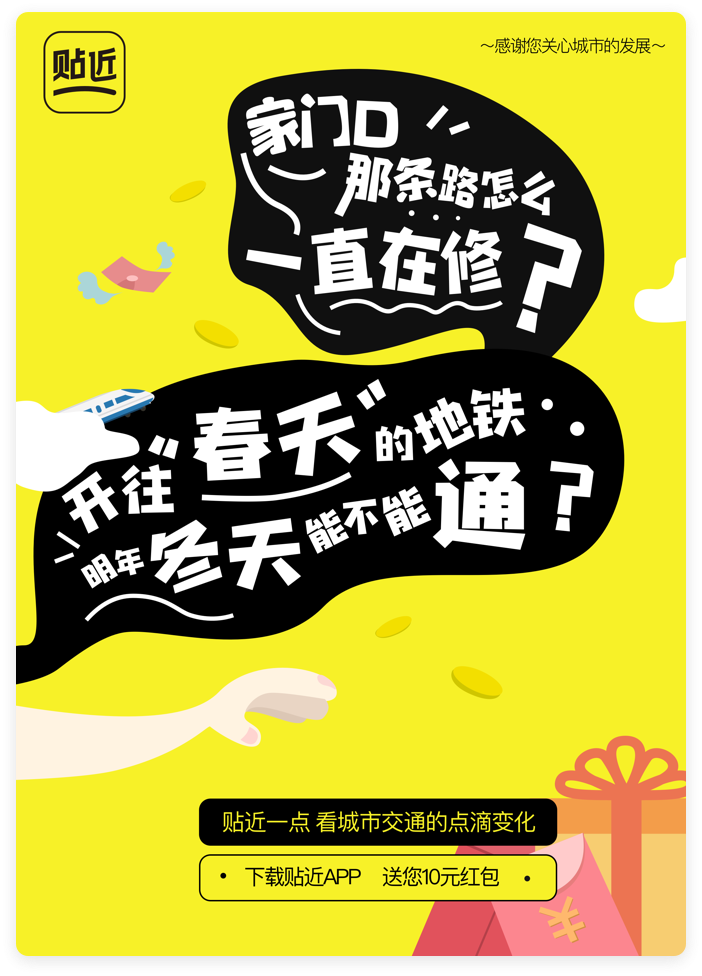 贴近
～感谢您关心城市的发展～
家门口
那条路怎么
一直在修？
开往“春天”的地铁
明年冬天能不能通？
贴近一点 看城市交通的点滴变化
• 下载贴近APP 送您10元红包 •
¥